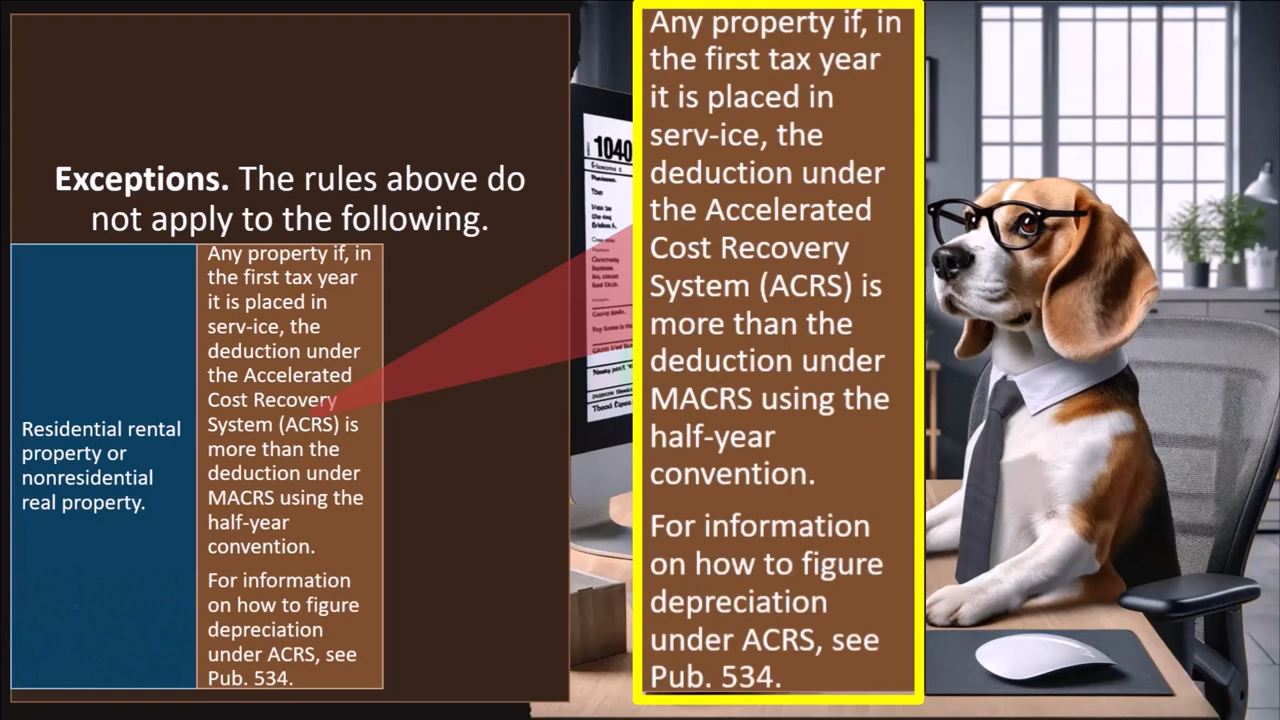 Exceptions. The rules above do
not apply to the following.
Residential rental
property or
nonresidential
real property.
Any property if, in
the first tax year
it is placed in
serv-ice, the
deduction under
the Accelerated
Cost Recovery
System (ACRS) is
more than the
deduction under
MACRS using the
half-year
convention.
For information
on how to figure
depreciation
under ACRS, see
Pub. 534.
1040
Any property if, in
the first tax year
it is placed in
serv-ice, the
deduction under
the Accelerated
Cost Recovery
System (ACRS) is
more than the
deduction under
MACRS using the
half-year
convention.
For information
on how to figure
depreciation
under ACRS, see
Pub. 534.